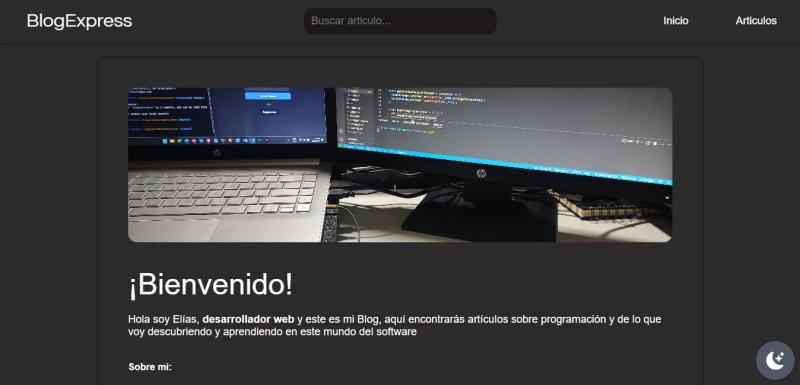 BlogExpress
Buscar articulo...
Inicio
Articulos
¡Bienvenido!
Hola soy Elías, desarrollador web y este es mi Blog, aquí encontrarás artículos sobre programación y de lo que
voy descubriendo y aprendiendo en este mundo del software
Sobre mi: